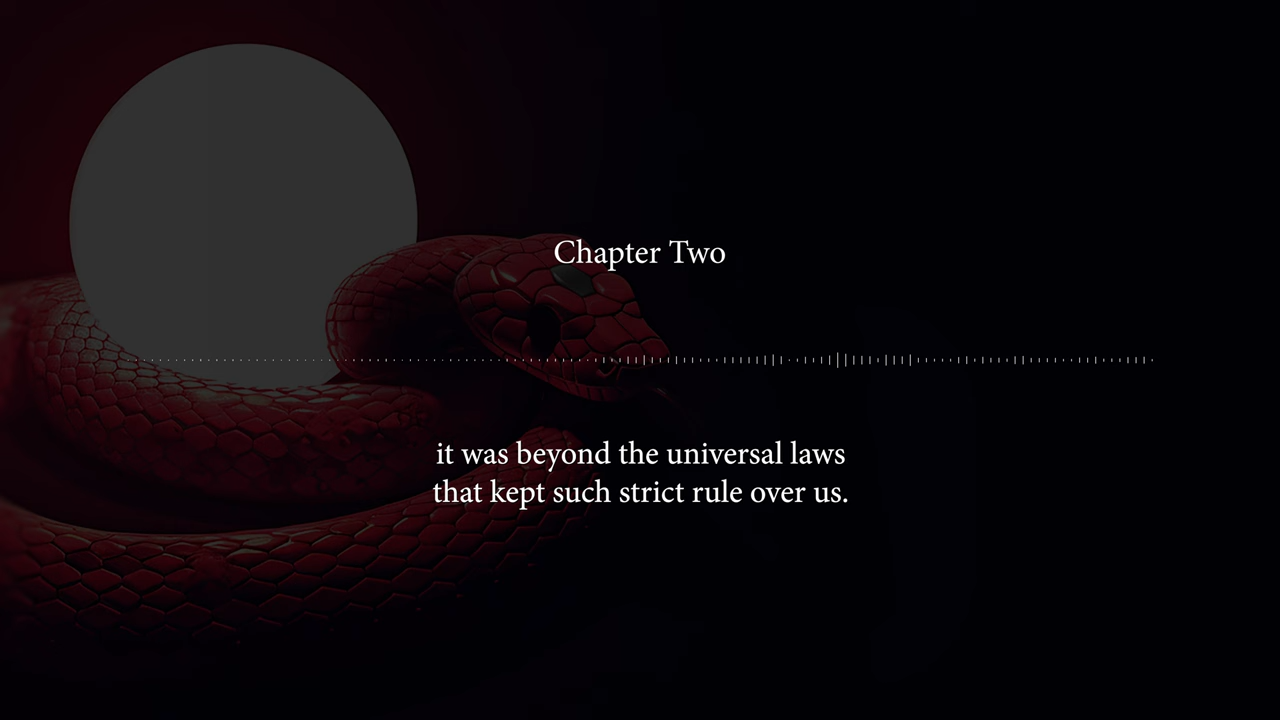 Chapter Two
it was beyond the universal laws
that kept such strict rule over us.